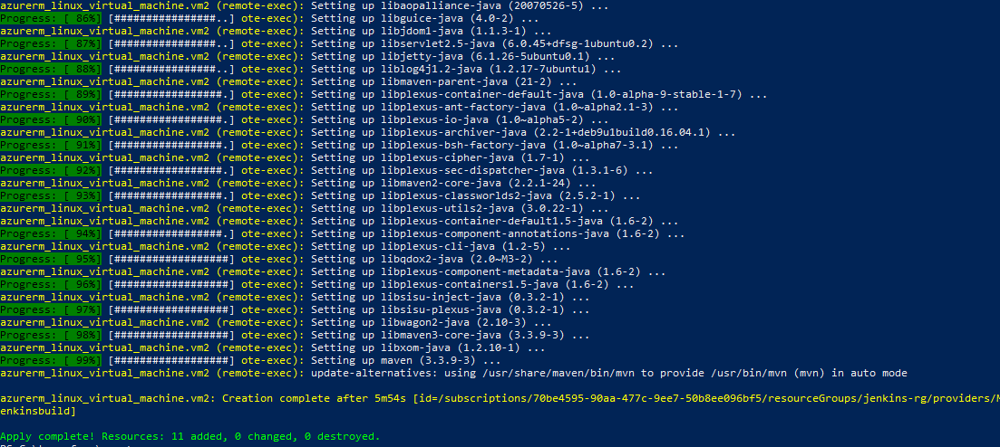 azurerm_linux_virtual_machine.vm2 (remote-exec): Setting up libaopalliance-java (20070526-5) ...
Progress: [ 86%] [#################..] ote-exec): Setting up libguice-java (4.0-2) ...
azurerm_linux_virtual_machine.vm2 (remote-exec): Setting up libjdom1-java (1.1.3-1) ...
Progress: [ 87%] [#################..] ote-exec): Setting up libservlet2.5-java (6.0.45+dfsg-1ubuntu0.2) ...
azurerm_linux_virtual_machine.vm2 (remote-exec): Setting up libjetty-java (6.1.26-5ubuntu0.1) ...
Progress: [ 88%] [#################..] ote-exec): Setting up liblog4j1.2-java (1.2.17-7ubuntu1) ...
azurerm_linux_virtual_machine.vm2 (remote-exec): Setting up libmaven-parent-java (21-2) ...
Progress: [ 89%] [##################.] ote-exec): Setting up libplexus-container-default-java (1.0-alpha-9-stable-1-7) ...
azurerm_linux_virtual_machine.vm2 (remote-exec): Setting up libplexus-ant-factory-java (1.0~alpha2.1-3) ...
Progress: [ 90%] [##################.] ote-exec): Setting up libplexus-io-java (1.0~alpha5-2) ...
azurerm_linux_virtual_machine.vm2 (remote-exec): Setting up libplexus-archiver-java (2.2-1+deb9u1build0.16.04.1) ...
Progress: [ 91%] [##################.] ote-exec): Setting up libplexus-bsh-factory-java (1.0~alpha7-3.1) ...
azurerm_linux_virtual_machine.vm2 (remote-exec): Setting up libplexus-cipher-java (1.7-1) ...
Progress: [ 92%] [##################.] ote-exec): Setting up libplexus-sec-dispatcher-java (1.3.1-6) ...
azurerm_linux_virtual_machine.vm2 (remote-exec): Setting up libmaven2-core-java (2.2.1-24) ...
Progress: [ 93%] [##################.] ote-exec): Setting up libplexus-classworlds2-java (2.5.2-1) ...
azurerm_linux_virtual_machine.vm2 (remote-exec): Setting up libplexus-utils2-java (3.0.22-1) ...
azurerm_linux_virtual_machine.vm2 (remote-exec): Setting up libplexus-container-default1.5-java (1.6-2) ...
Progress: [ 94%] [##################.] ote-exec): Setting up libplexus-component-annotations-java (1.6-2) ...
azurerm_linux_virtual_machine.vm2 (remote-exec): Setting up libplexus-cli-java (1.2-5) ...
Progress: [ 95%] [###################] ote-exec): Setting up libqdox2-java (2.0~M3-2) ...
azurerm_linux_virtual_machine.vm2 (remote-exec): Setting up libplexus-component-metadata-java (1.6-2) ...
Progress: [ 96%] [###################] ote-exec): Setting up libplexus-containers1.5-java (1.6-2) ...
azurerm_linux_virtual_machine.vm2 (remote-exec): Setting up libsisu-inject-java (0.3.2-1) ...
Progress: [ 97%] [###################] ote-exec): Setting up libsisu-plexus-java (0.3.2-1) ...
azurerm_linux_virtual_machine.vm2 (remote-exec): Setting up libwagon2-java (2.10-3) ...
Progress: [ 98%] [###################] ote-exec): Setting up libmaven3-core-java (3.3.9-3) ...
azurerm_linux_virtual_machine.vm2 (remote-exec): Setting up libxom-java (1.2.10-1) ...
Progress: [ 99%] [###################] ote-exec): Setting up maven (3.3.9-3) ...
azurerm_linux_virtual_machine.vm2 (remote-exec): update-alternatives: using /usr/share/maven/bin/mvn to provide /usr/bin/mvn (mvn) in auto mode
azurerm_linux_virtual_machine.vm2: Creation complete after 5m54s [id=/subscriptions/70be4595-90aa-477c-9ee7-50b8ee096bf5/resourceGroups/jenkins-rg/providers/M
enkinsbuild]
Apply complete! Resources: 11 added, 0 changed, 0 destroyed.